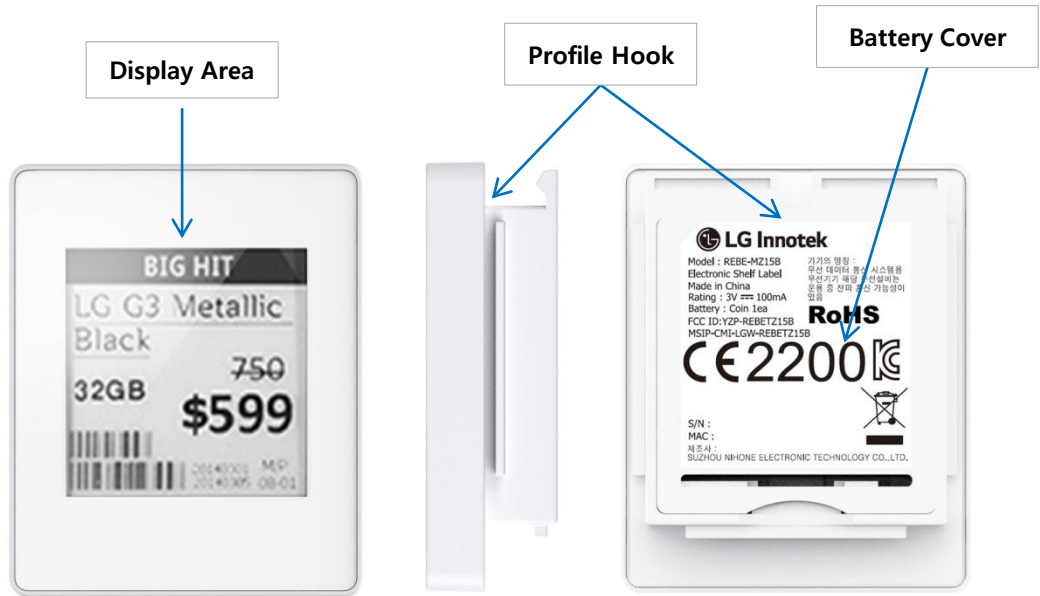 Display Area
Profile Hook
Battery Cover
BIG HIT
LG G3 Metallic
Black
32GB
750
$599
20140301 M/P
20140305 08-01
LG Innotek
Model : REBE-MZ15B
Electronic Shelf Label
Made in China
Rating : 3V 100mA
Battery : Coin 1ea
FCC ID:YZP-REBETZ15B
MSIP-CMI-LGW-REBETZ15B
기기의 명칭 :
무선 데이터 통신 시스템용
무선기기 해당 무선설비는
운용 중 전파 혼신 가능성이
있음
RoHS
CE2200
S/N :
MAC :
제조사 :
SUZHOU NIHONE ELECTRONIC TECHNOLOGY CO.,LTD.